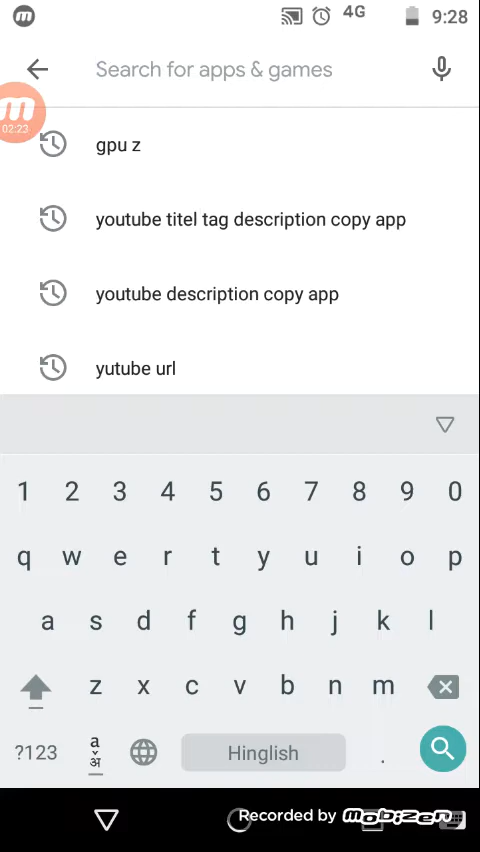 4G 9:28
Search for apps & games
02:23
gpu z
youtube titel tag description copy app
youtube description copy app
yutube url
1 2 3 4 5 6 7 8 9 0
q w e r t y u i o p
a s d f g h j k l
z x c v b n m
?123 a अ Hinglish .
Recorded by MOBIZEN